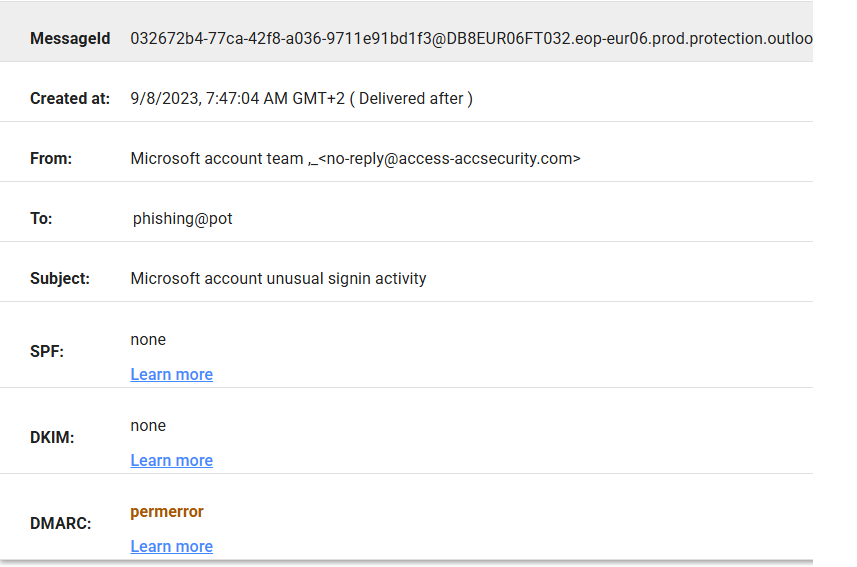 MessageId 032672b4-77ca-42f8-a036-9711e91bd1f3@DB8EUR06FT032.eop-eur06.prod.protection.outloo
Created at: 9/8/2023, 7:47:04 AM GMT+2 ( Delivered after )
From: Microsoft account team ,_<no-reply@access-accsecurity.com>
To: phishing@pot
Subject: Microsoft account unusual signin activity
SPF: none
Learn more
DKIM: none
Learn more
DMARC: permerror
Learn more